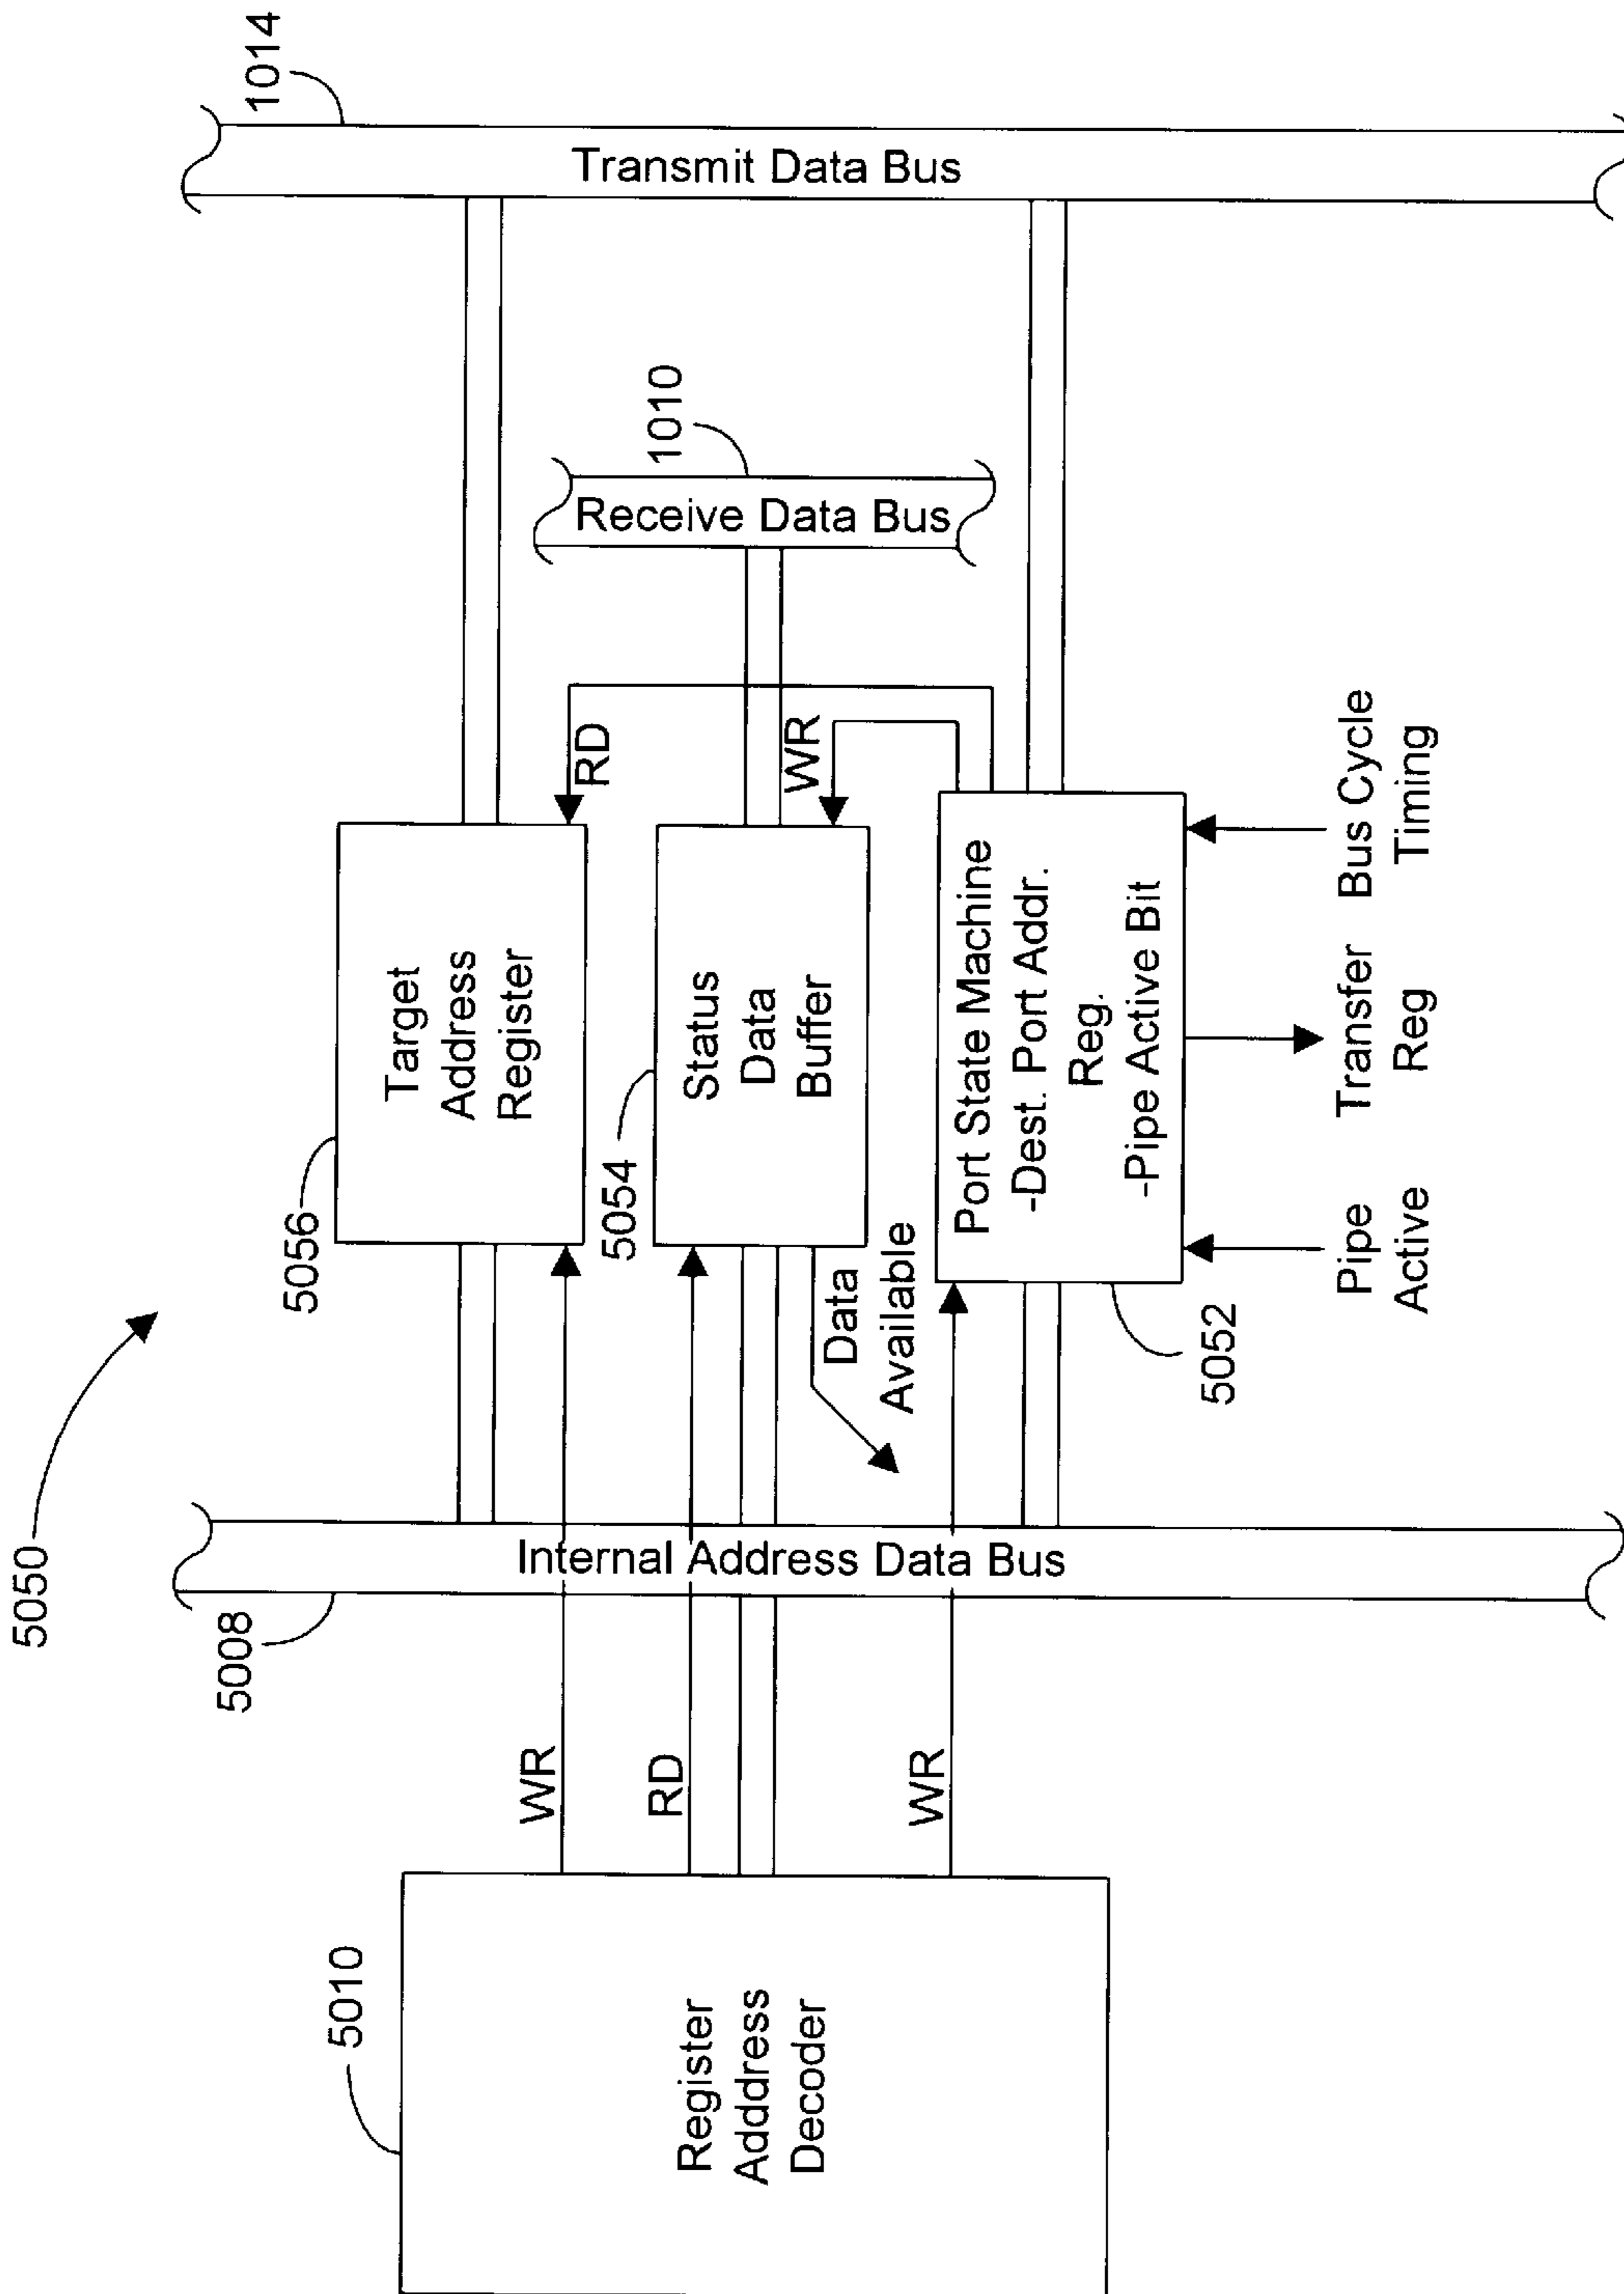 5050
5010
Register
Adddress
Decoder
WR
RD
WR
5008
Internal Address Data Bus
5056
Target
Address
Register
RD
5054
Status
Data
Buffer
WR
Data
Available
5052
Port State Machine
-Dest. Port Addr.
Reg.
-Pipe Active Bit
Pipe
Active
Transfer
Reg
Bus Cycle
Timing
Receive Data Bus
1010
Transmit Data Bus
1014